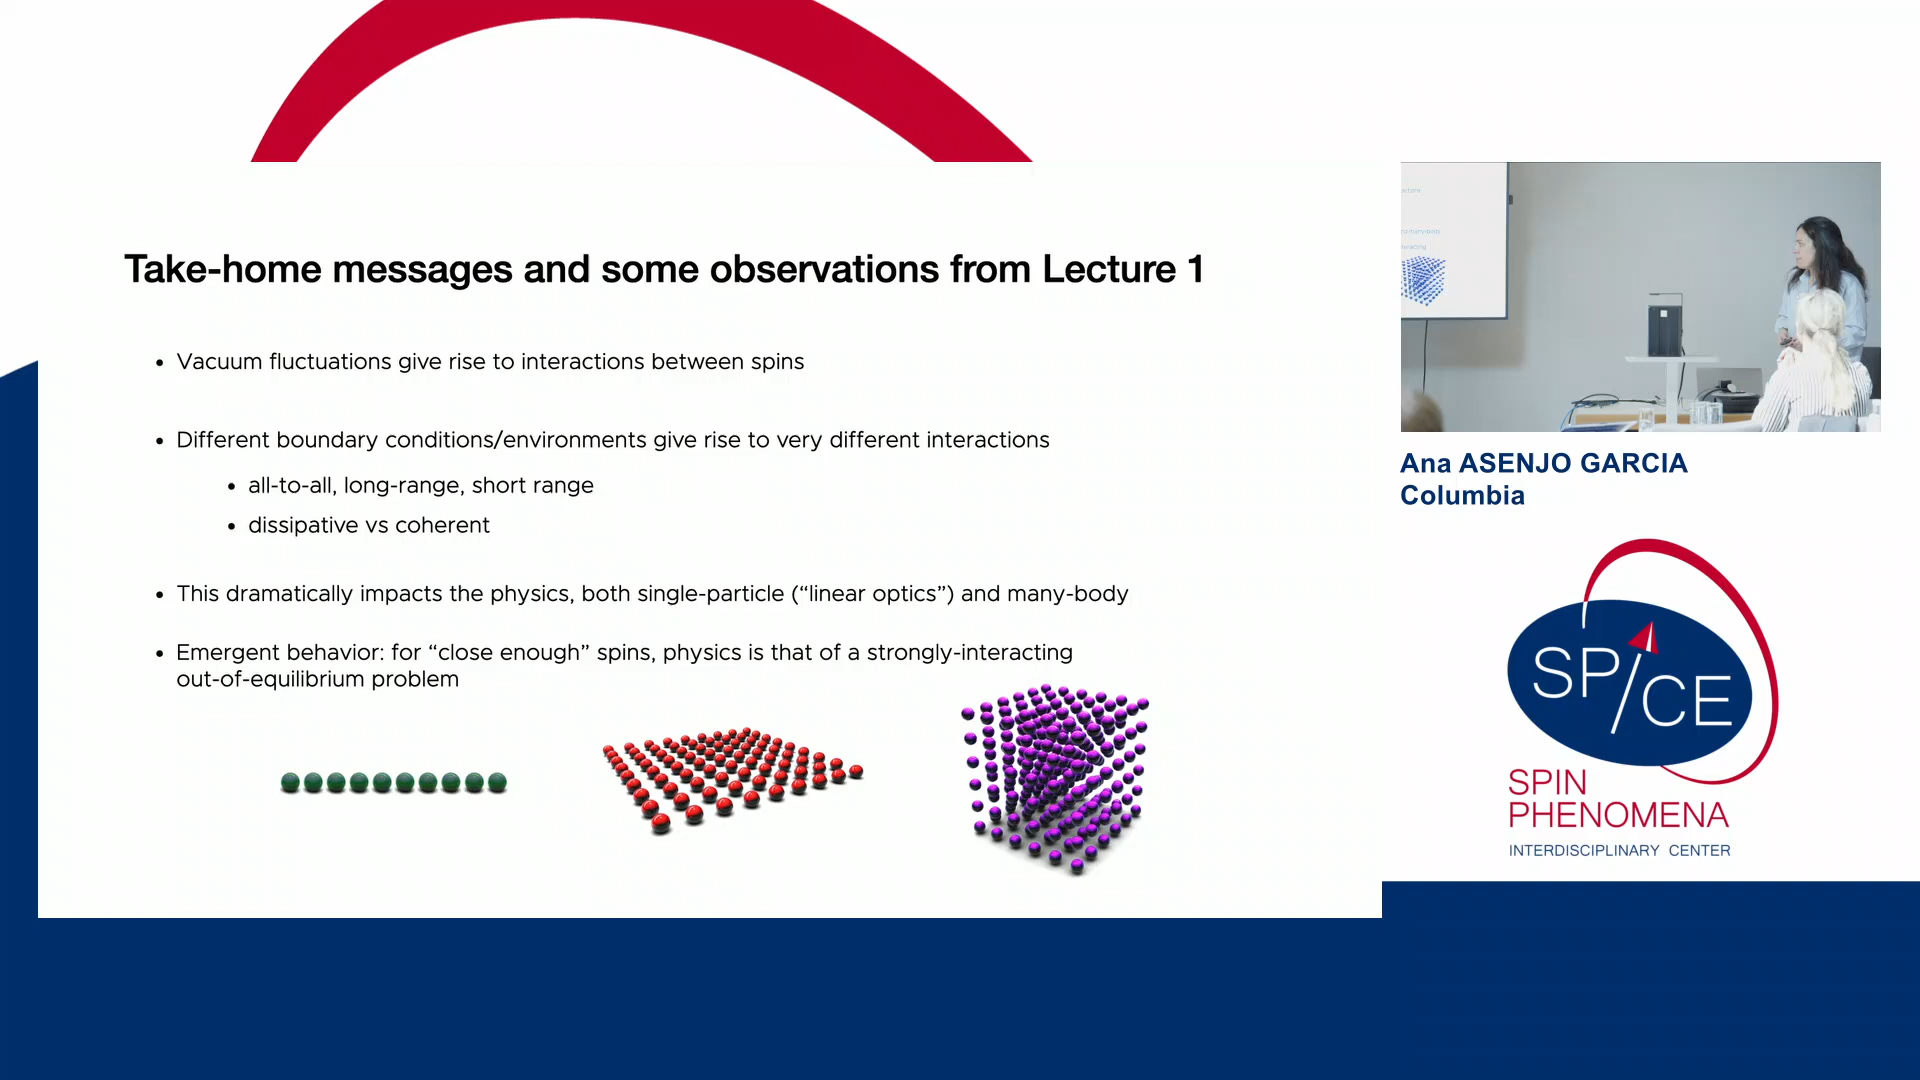 Take-home messages and some observations from Lecture 1
• Vacuum fluctuations give rise to interactions between spins
• Different boundary conditions/environments give rise to very different interactions
• all-to-all, long-range, short range
• dissipative vs coherent
• This dramatically impacts the physics, both single-particle (“linear optics”) and many-body
• Emergent behavior: for “close enough” spins, physics is that of a strongly-interacting
out-of-equilibrium problem
Ana ASENJO GARCIA
Columbia
SPICE
SPIN
PHENOMENA
INTERDISCIPLINARY CENTER